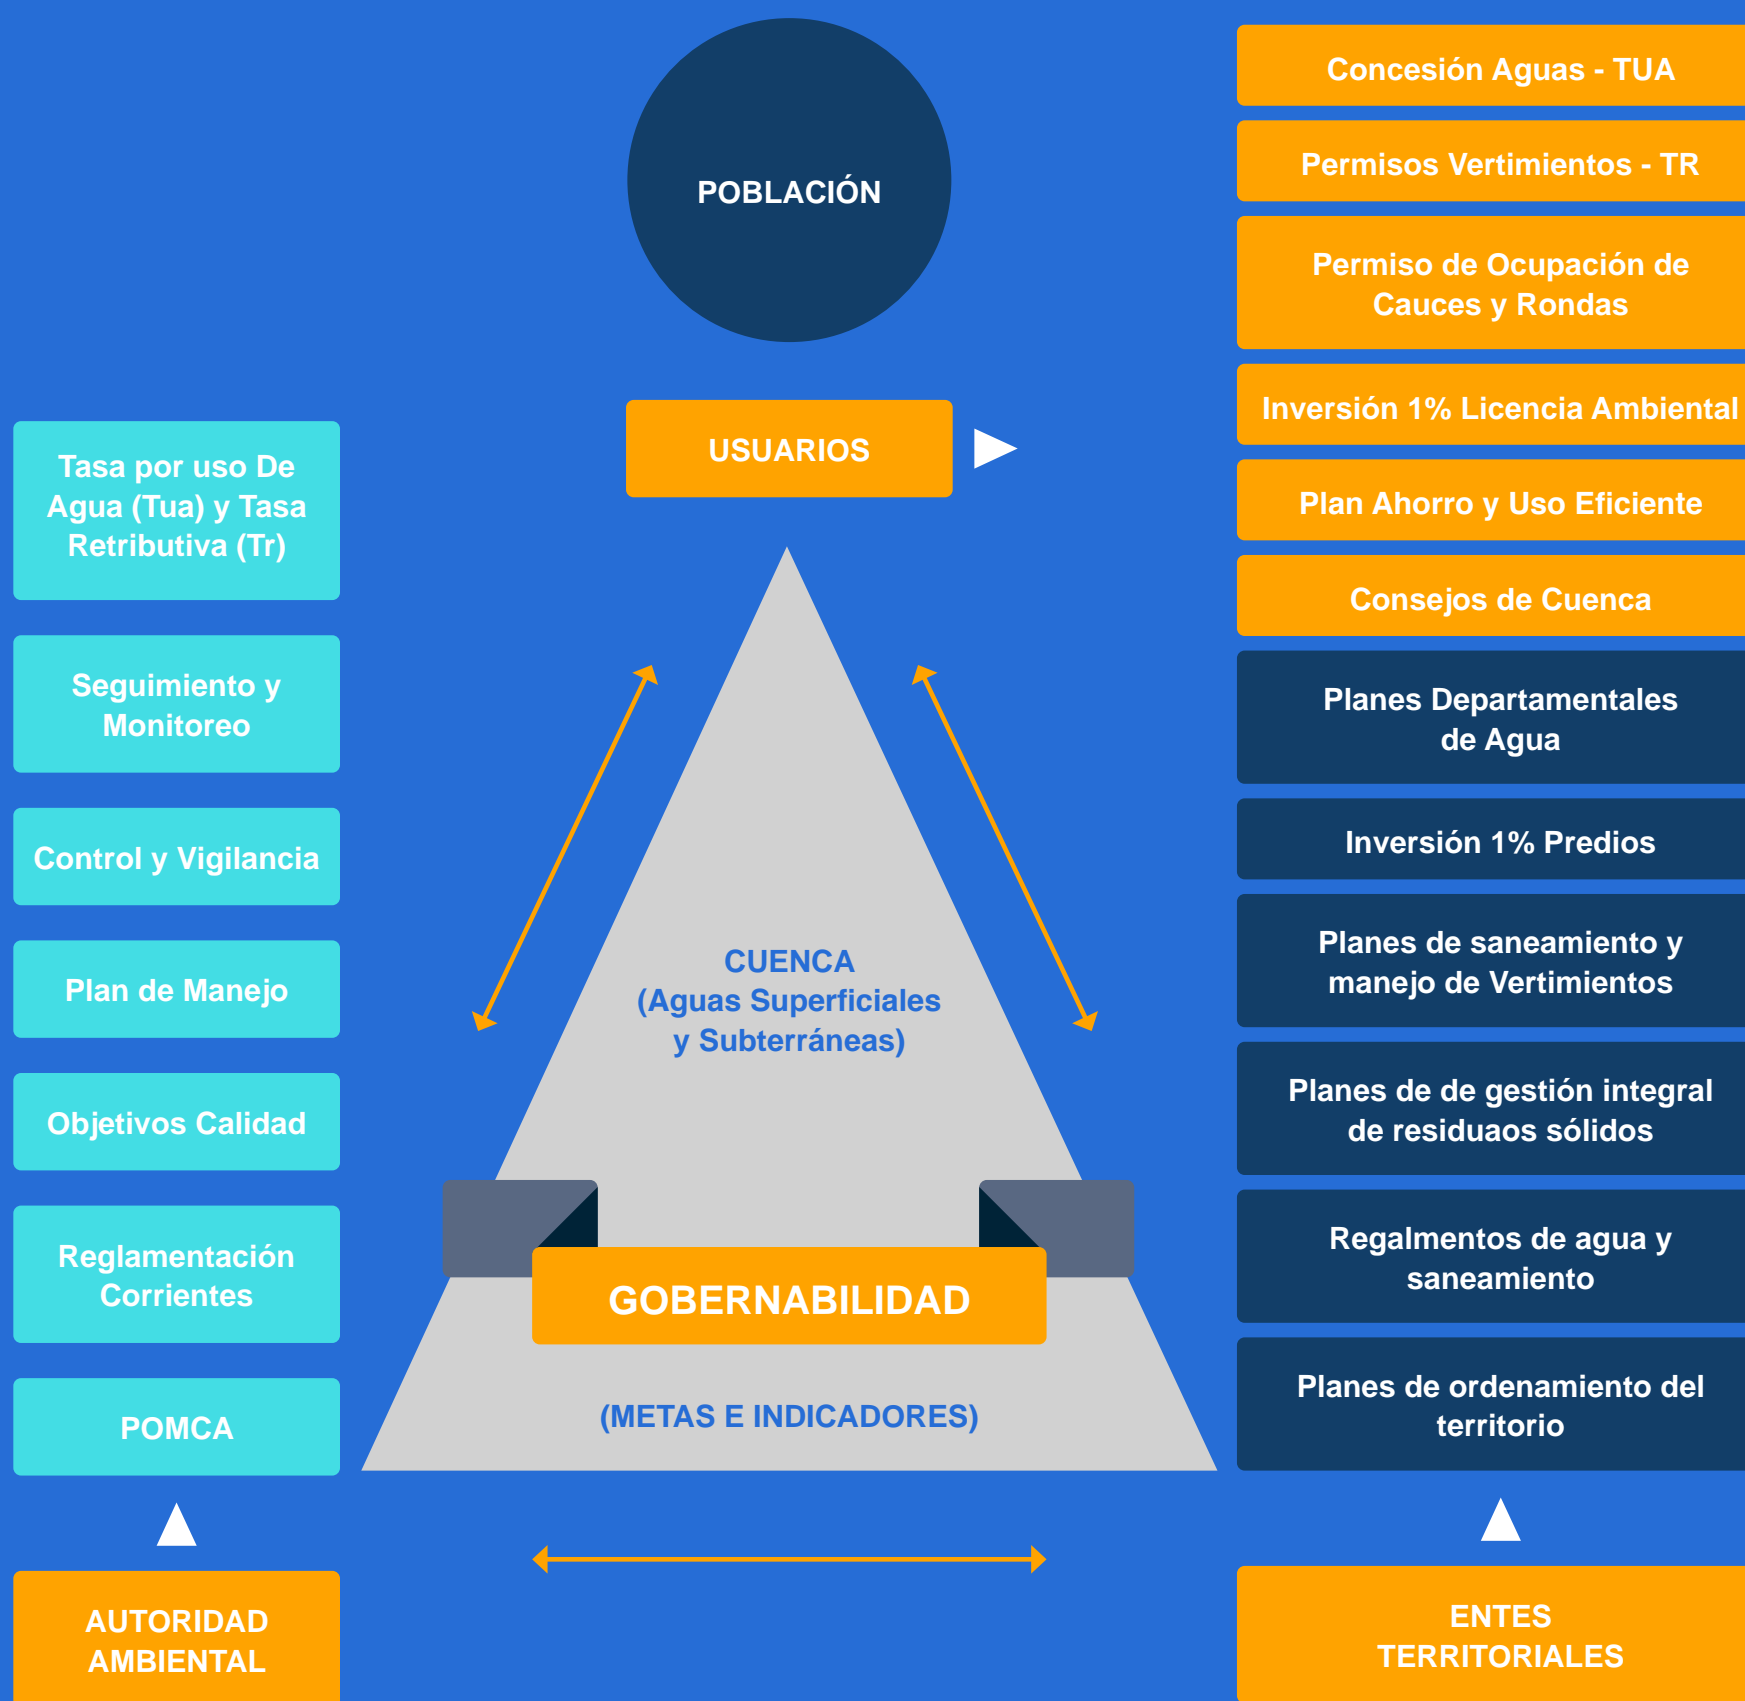 POBLACIÓN
USUARIOS
Tasa por uso De
Agua (Tua) y Tasa
Retributiva (Tr)
Seguimiento y
Monitoreo
Control y Vigilancia
Plan de Manejo
Objetivos Calidad
Reglamentación
Corrientes
POMCA
AUTORIDAD
AMBIENTAL
CUENCA
(Aguas Superficiales
y Subterráneas)
GOBERNABILIDAD
(METAS E INDICADORES)
Concesión Aguas - TUA
Permisos Vertimientos - TR
Permiso de Ocupación de
Cauces y Rondas
Inversión 1% Licencia Ambiental
Plan Ahorro y Uso Eficiente
Consejos de Cuenca
Planes Departamentales
de Agua
Inversión 1% Predios
Planes de saneamiento y
manejo de Vertimientos
Planes de de gestión integral
de residuaos sólidos
Regalmentos de agua y
saneamiento
Planes de ordenamiento del
territorio
ENTES
TERRITORIALES